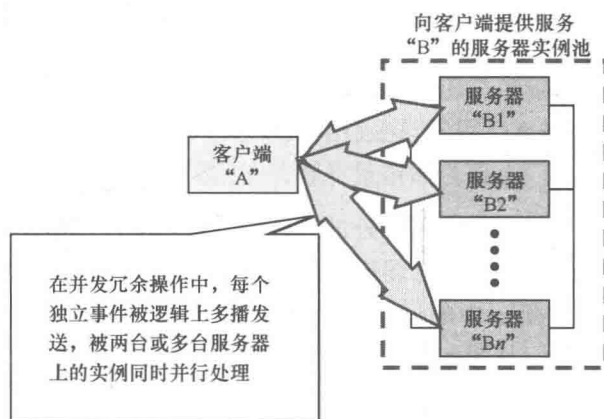 向客户端提供服务
“B”的服务器实例池
服务器
“B1”
客户端
“A”
服务器
“B2”
在并发冗余操作中，每个
独立事件被逻辑上多播发
送，被两台或多台服务器
上的实例同时并行处理
服务器
“Bn”